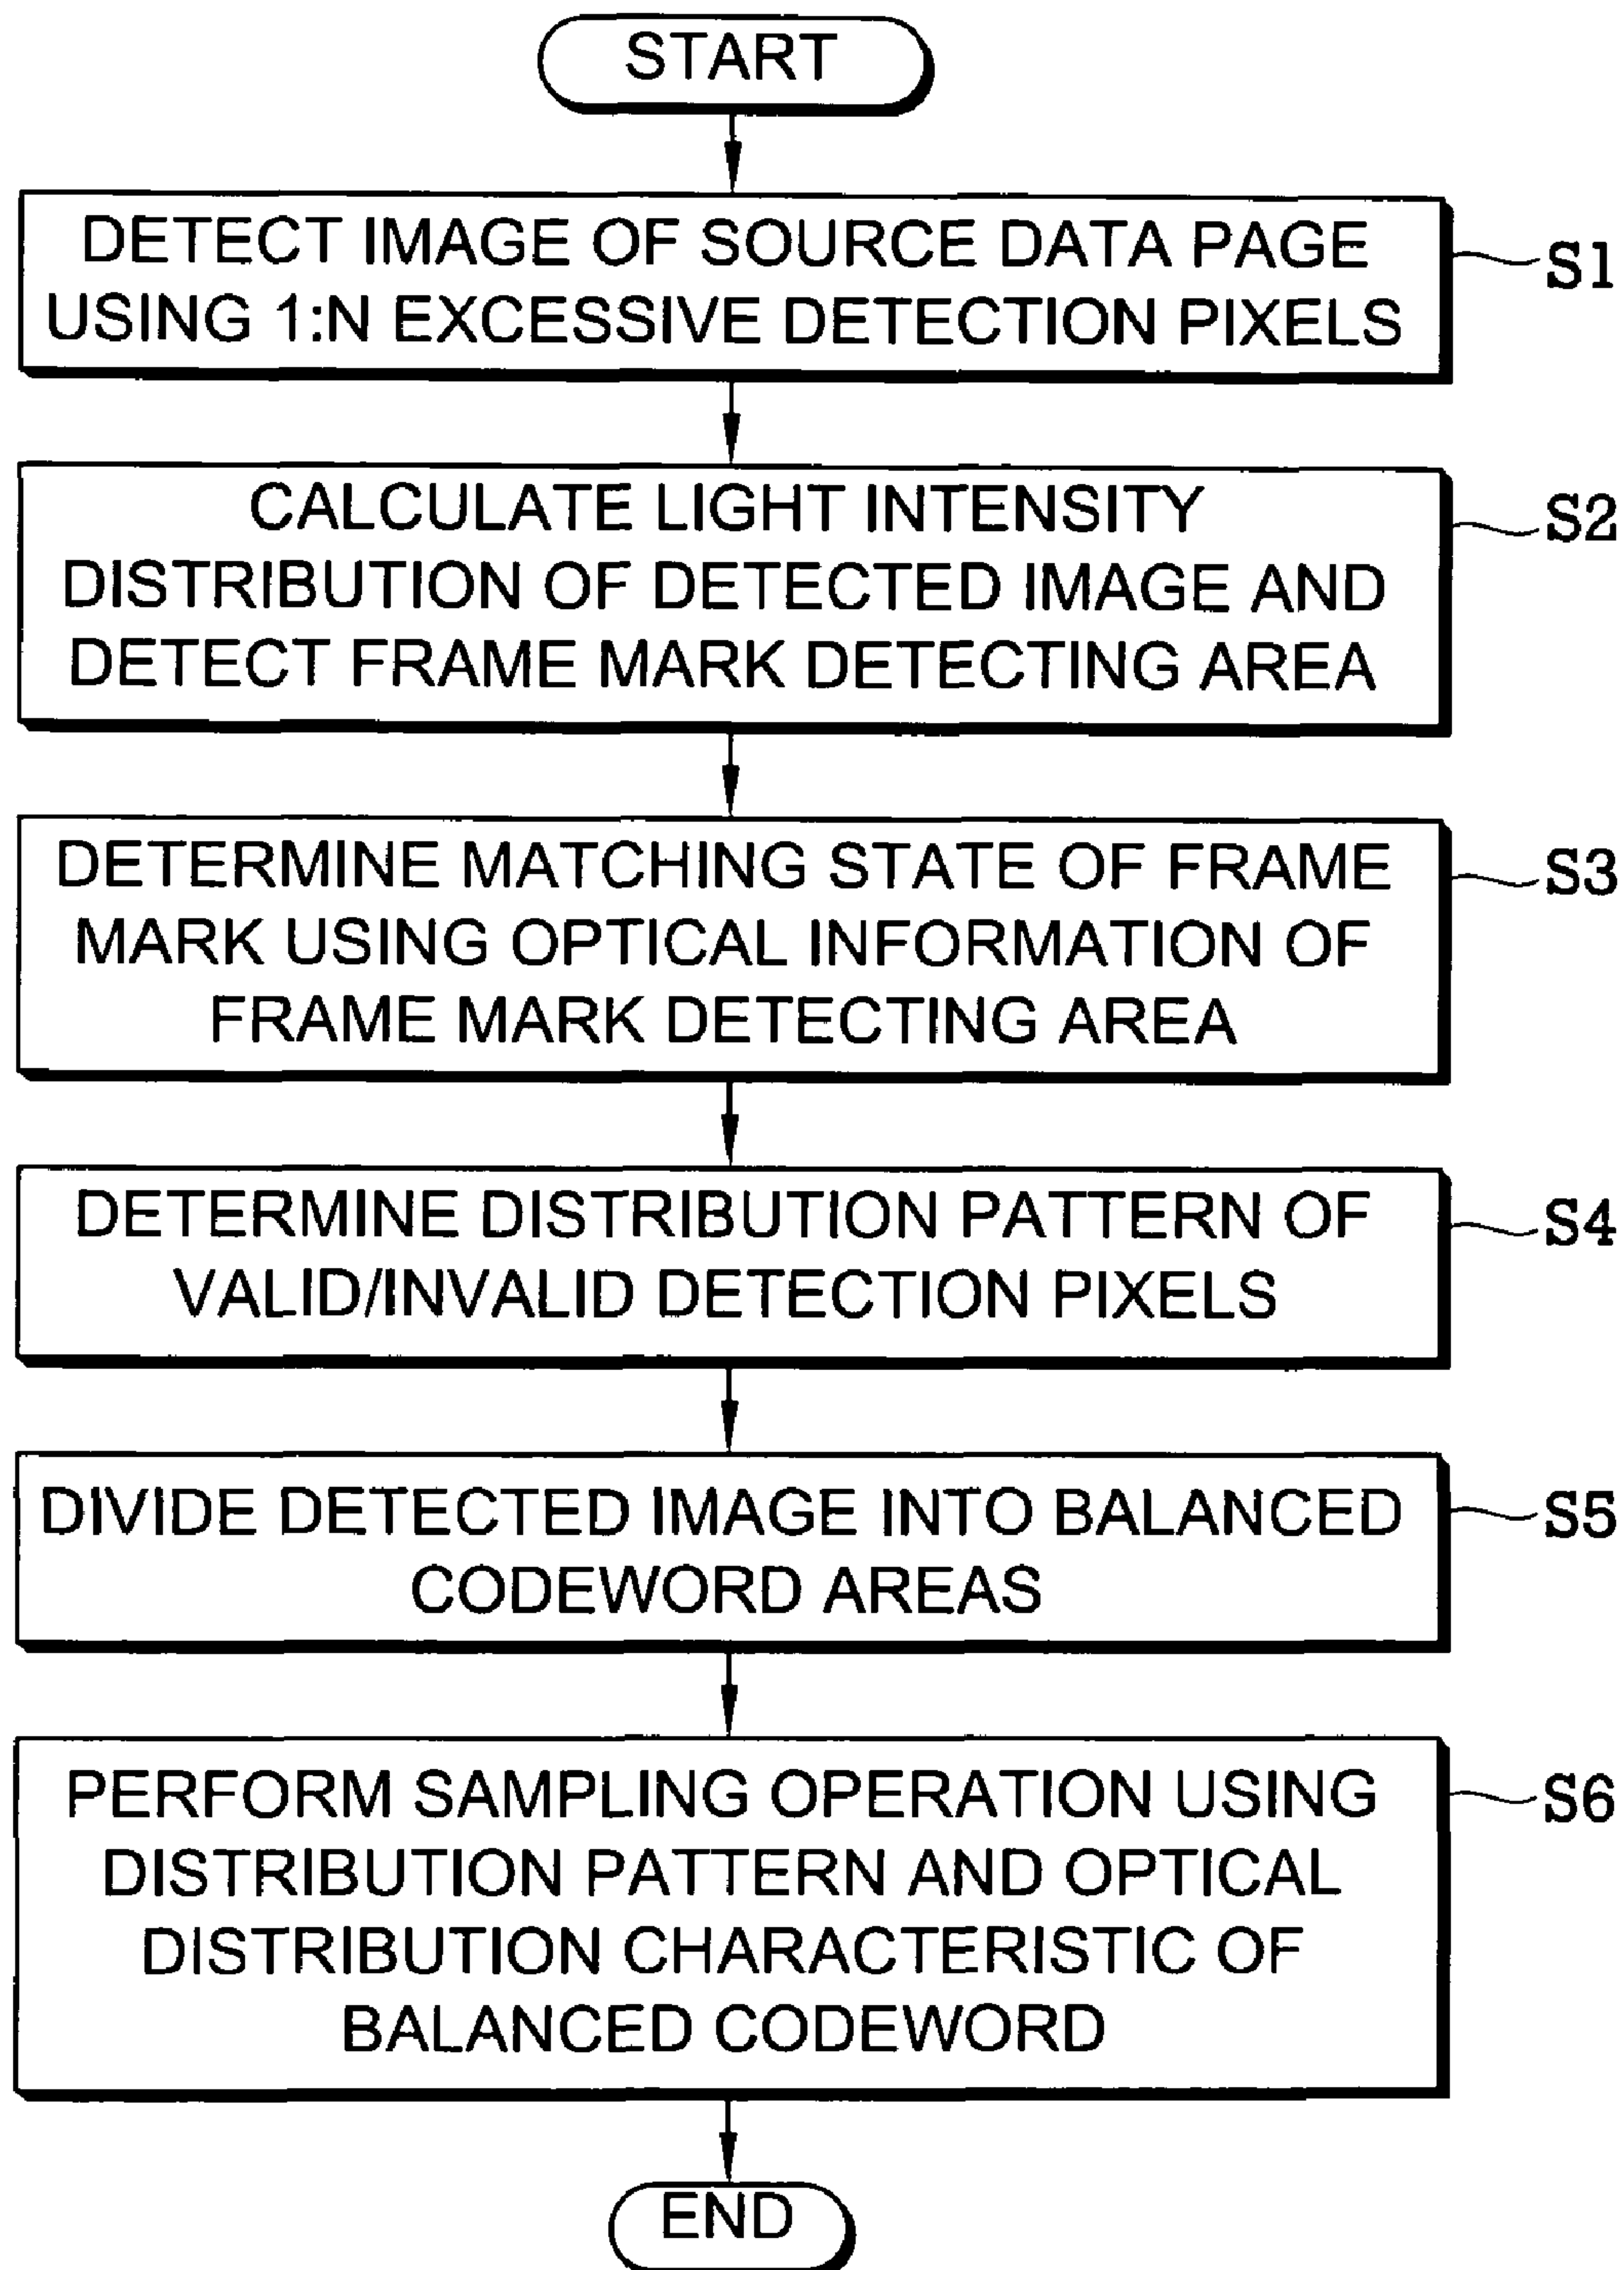 START
DETECT IMAGE OF SOURCE DATA PAGE
USING 1:N EXCESSIVE DETECTION PIXELS
S1
CALCULATE LIGHT INTENSITY
DISTRIBUTION OF DETECTED IMAGE AND
DETECT FRAME MARK DETECTING AREA
S2
DETERMINE MATCHING STATE OF FRAME
MARK USING OPTICAL INFORMATION OF
FRAME MARK DETECTING AREA
S3
DETERMINE DISTRIBUTION PATTERN OF
VALID/INVALID DETECTION PIXELS
S4
DIVIDE DETECTED IMAGE INTO BALANCED
CODEWORD AREAS
S5
PERFORM SAMPLING OPERATION USING
DISTRIBUTION PATTERN AND OPTICAL
DISTRIBUTION CHARACTERISTIC OF
BALANCED CODEWORD
S6
END